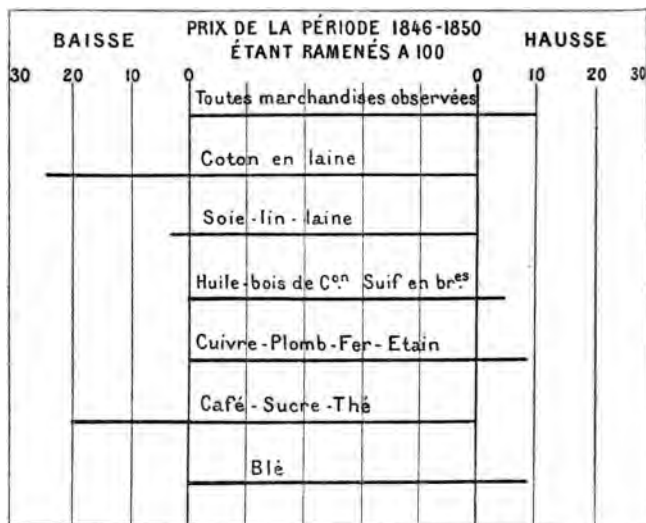 BAISSE
PRIX DE LA PÉRIODE 1846-1850
ÉTANT RAMENÉS A 100
HAUSSE
30 20 10 0 0 10 20 30
Toutes marchandises observées
Coton en laine
Soie-lin-laine
Huile-bois de Con. Suif en bres.
Cuivre-Plomb-Fer-Etain
Café-Sucre-Thé
Blé